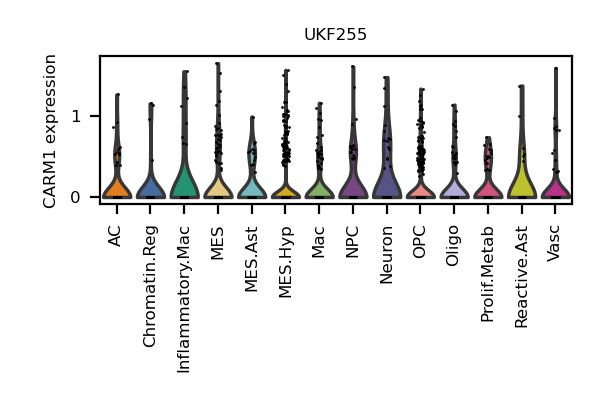 UKF255
CARM1 expression
1
0
AC
Chromatin.Reg
Inflammatory.Mac
MES
MES.Ast
MES.Hyp
Mac
NPC
Neuron
OPC
Oligo
Prolif.Metab
Reactive.Ast
Vasc